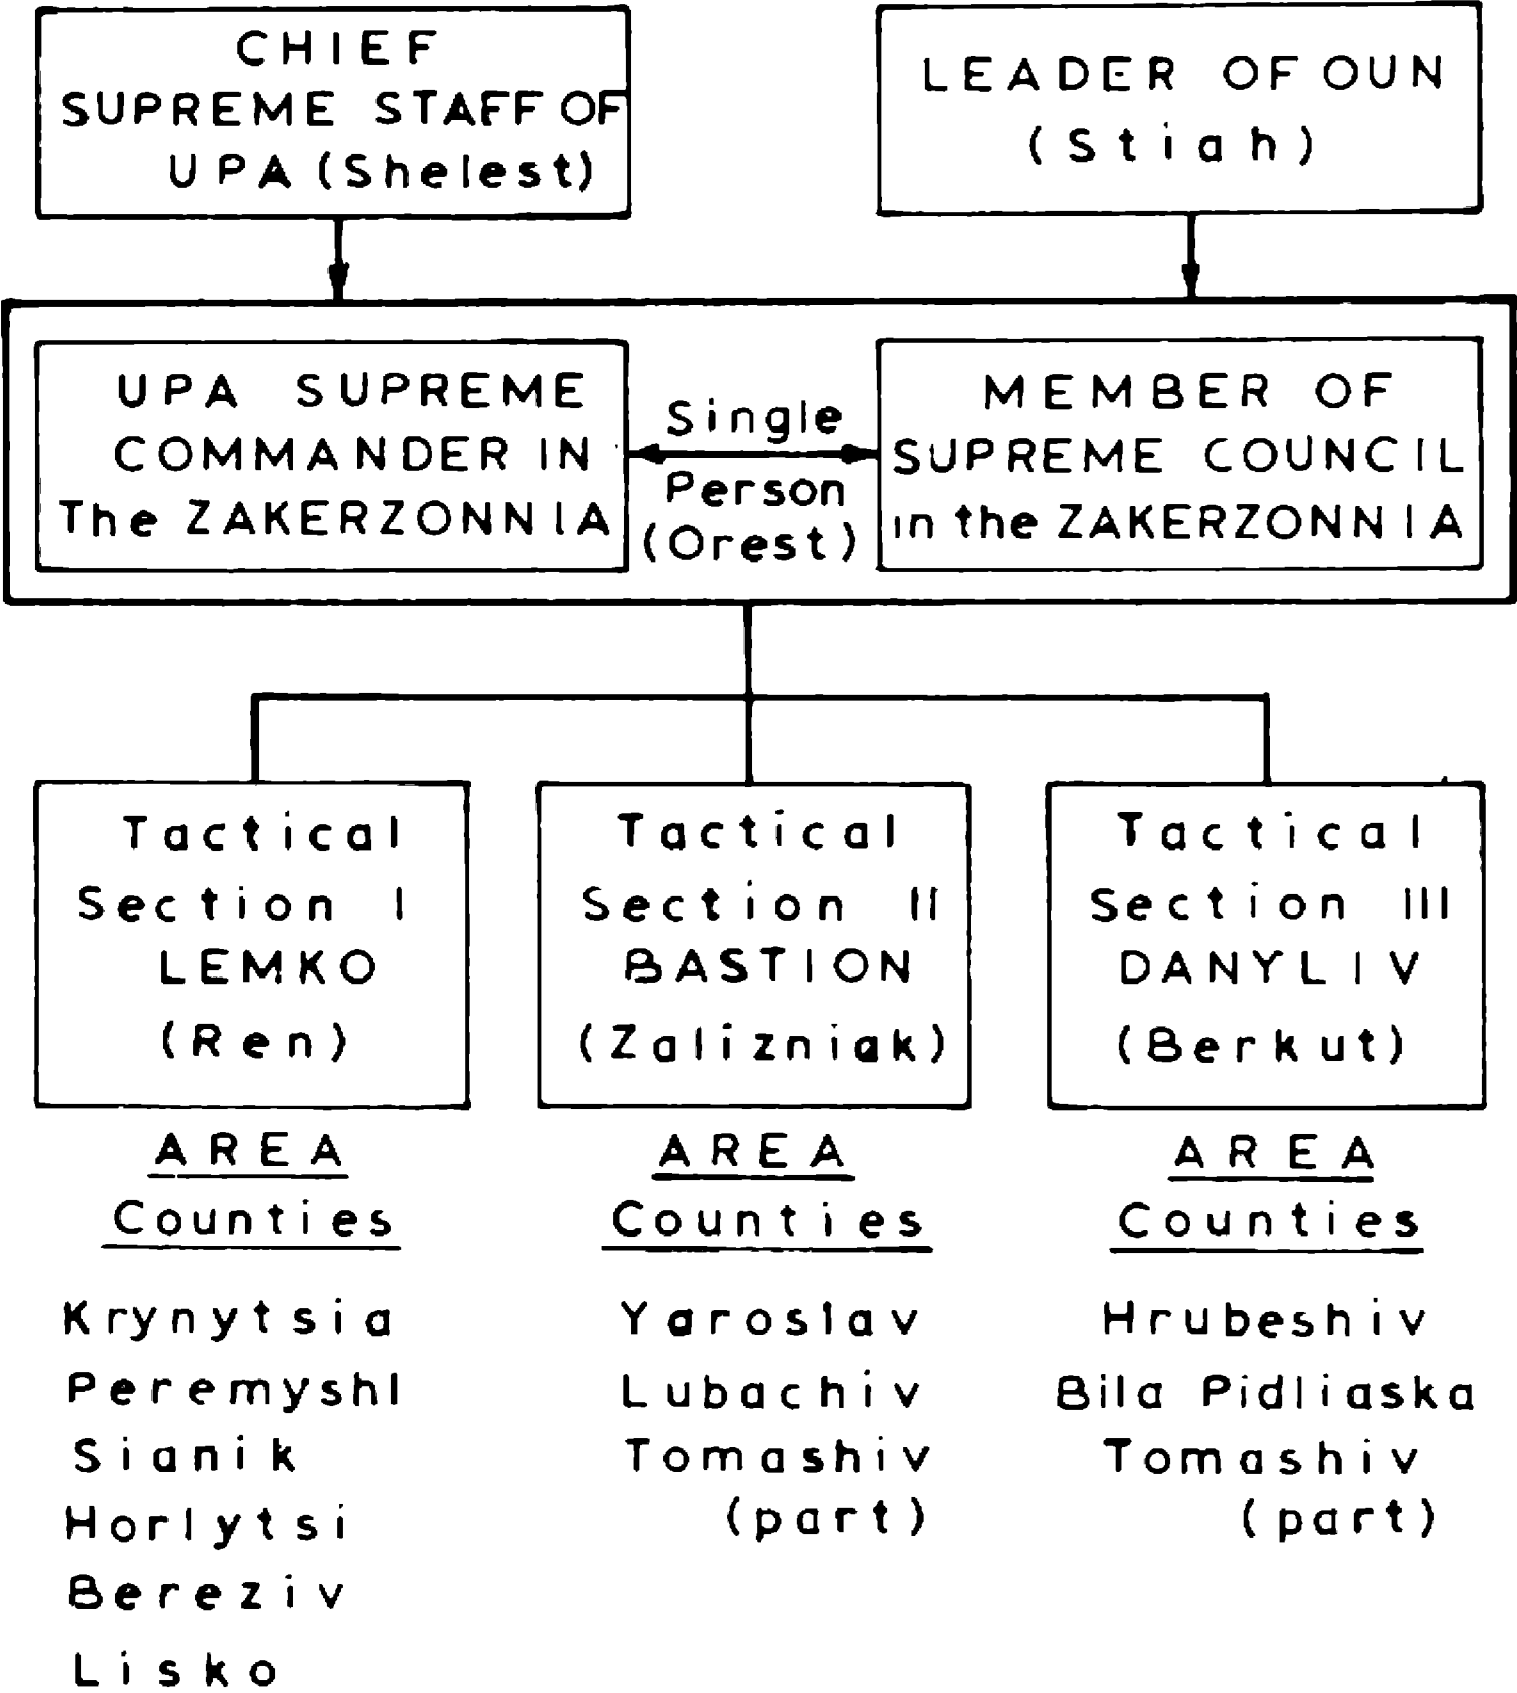 CHIEF
SUPREME STAFF OF
UPA (Shelest)
LEADER OF OUN
(Stiah)
UPA SUPREME
COMMANDER IN
The ZAKERZONNIA
Single
Person
(Orest)
MEMBER OF
SUPREME COUNCIL
in the ZAKERZONNIA
Tactical
Section I
LEMKO
(Ren)
Tactical
Section II
BASTION
(Zalizniak)
Tactical
Section III
DANYLIV
(Berkut)
AREA
Counties
Krynytsia
Peremyshl
Sianik
Horlytsi
Bereziv
Lisko
AREA
Counties
Yaroslav
Lubachiv
Tomashiv
(part)
AREA
Counties
Hrubeshiv
Bila Pidliaska
Tomashiv
(part)